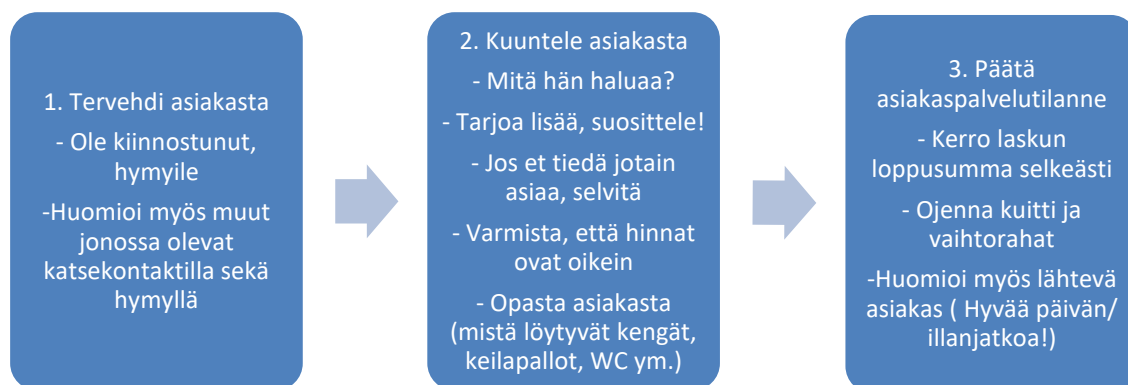 1. Tervehdi asiakasta
- Ole kiinnostunut,
hymyile
-Huomioi myös muut
jonossa olevat
katsekontaktilla sekä
hymyllä
2. Kuuntele asiakasta
- Mitä hän haluaa?
- Tarjoa lisää, suosittele!
- Jos et tiedä jotain
asiaa, selvitä
- Varmista, että hinnat
ovat oikein
- Opasta asiakasta
(mistä löytyvät kengät,
keilapallot, WC ym.)
3. Päätä
asiakaspalvelutilanne
- Kerro laskun
loppusumma selkeästi
- Ojenna kuitti ja
vaihtorahat
-Huomioi myös lähtevä
asiakas ( Hyvää päivän/
illanjatkoa!)